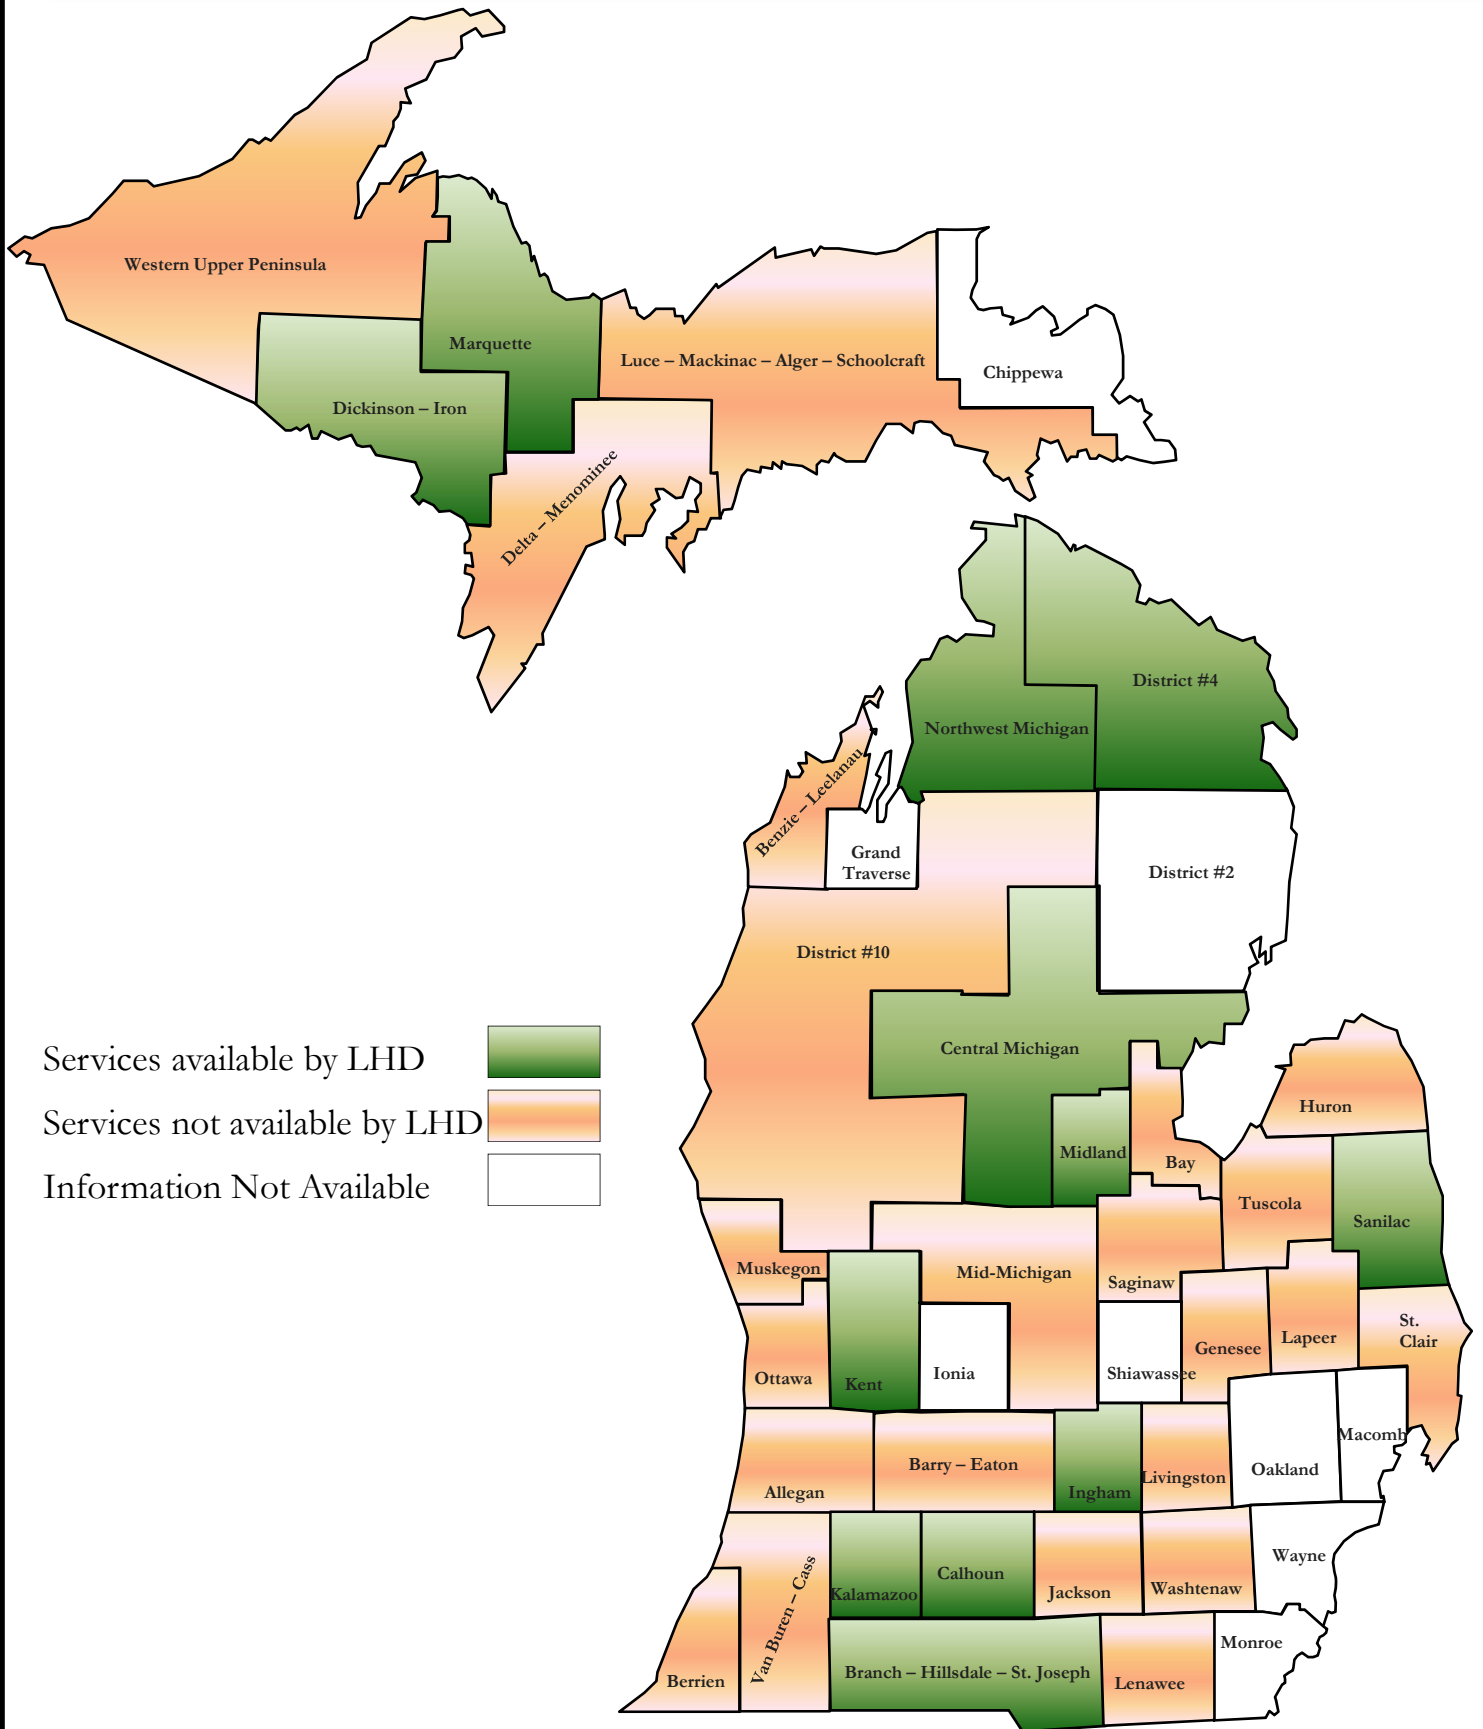 Western Upper Peninsula
Marquette
Luce – Mackinac – Alger – Schoolcraft
Chippewa
Dickinson – Iron
Delta – Menominee
District #4
Northwest Michigan
Benzie – Leelanau
Grand
Traverse
District #2
District #10
Services available by LHD
Services not available by LHD
Information Not Available
Central Michigan
Huron
Midland
Bay
Tuscola
Sanilac
Muskegon
Mid-Michigan
Saginaw
St.
Clair
Lapeer
Genesee
Ottawa
Kent
Ionia
Shiawassee
Macomb
Oakland
Barry – Eaton
Livingston
Allegan
Ingham
Wayne
Calhoun
Kalamazoo
Jackson
Washtenaw
Van Buren – Cass
Monroe
Branch – Hillsdale – St. Joseph
Berrien
Lenawee